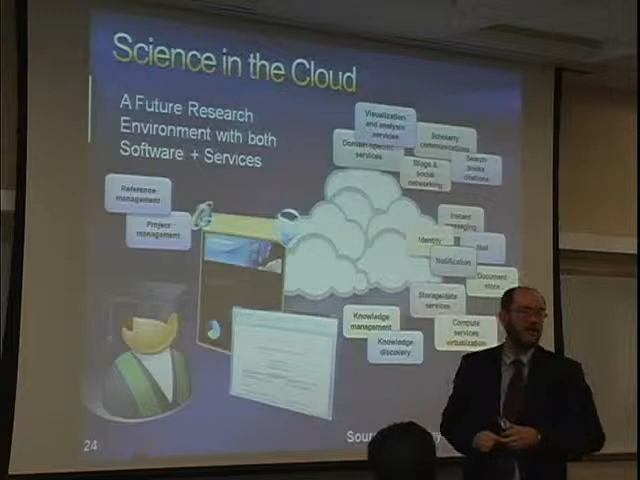 Science in the Cloud
A Future Research
Environment with both
Software + Services
Visualization
and analysis
services
Scholarly
communications
Domain-specific
services
Blogs &
social
networking
Search
books
citations
Reference
management
Project
management
Instant
messaging
Identity
Mail
Notification
Document
store
Storage/data
services
Knowledge
management
Compute
services
virtualization
Knowledge
discovery
24